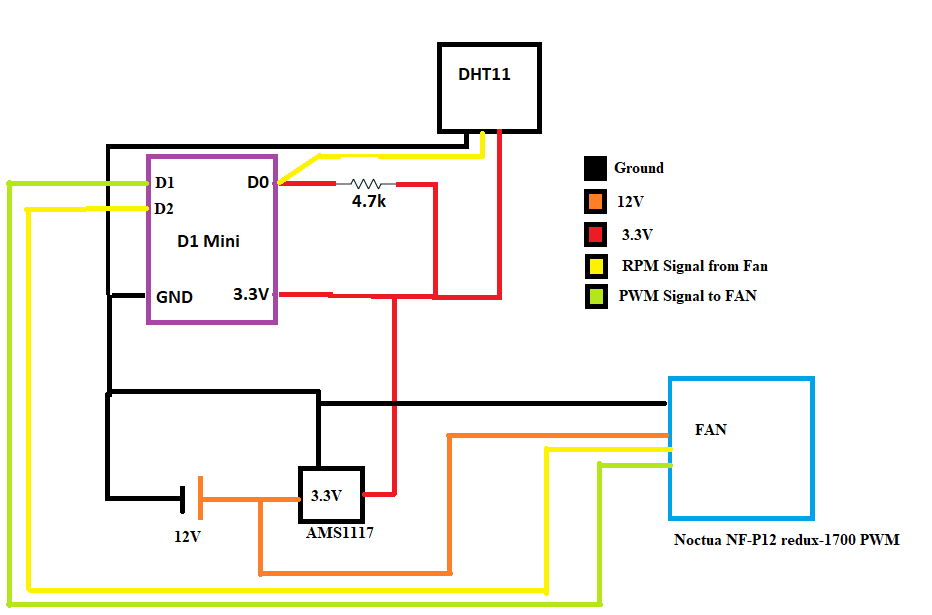 DHT11
D1
D0
D2
4.7k
D1 Mini
GND
3.3V
Ground
12V
3.3V
RPM Signal from Fan
PWM Signal to FAN
FAN
3.3V
12V
AMS1117
Noctua NF-P12 redux-1700 PWM